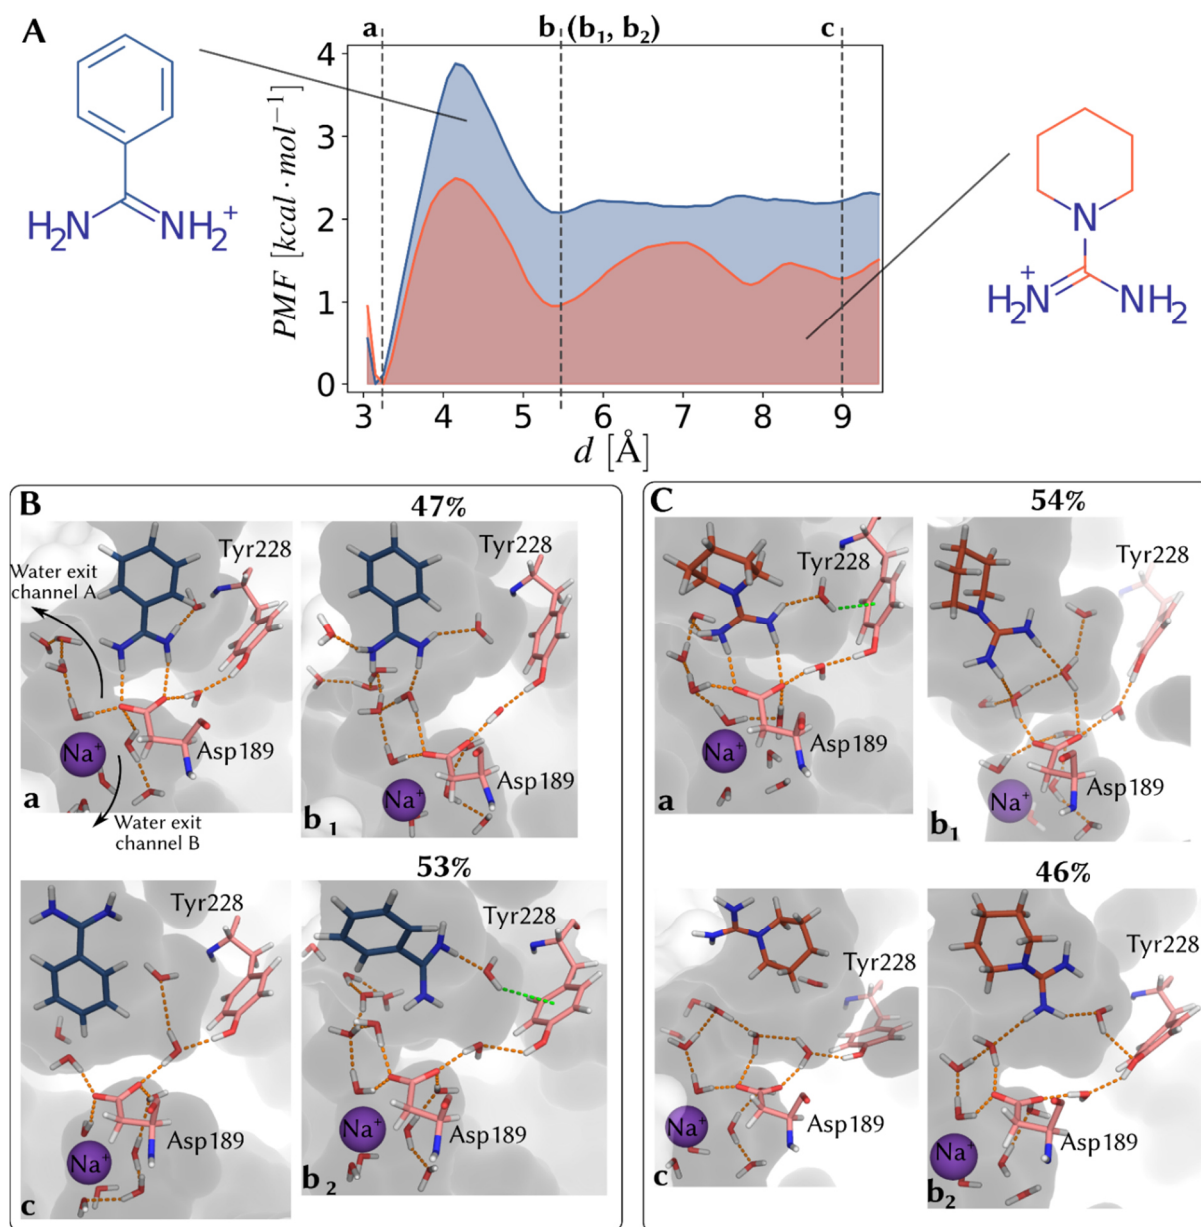 A
a
b (b₁, b₂)
c
H₂N
NH₂⁺
PMF [kcal · mol⁻¹]
4
3
2
1
0
3 4 5 6 7 8 9
d [Å]
N
H₂N⁺
NH₂
B
47%
Tyr228
Water exit
channel A
Na⁺
Asp189
a
Water exit
channel B
Tyr228
Na⁺
Asp189
b₁
53%
Tyr228
Na⁺
Asp189
c
Tyr228
Na⁺
Asp189
b₂
C
54%
Tyr228
Na⁺
Asp189
a
Tyr228
Na⁺
Asp189
b₁
46%
Tyr228
Na⁺
Asp189
c
Tyr228
Na⁺
Asp189
b₂